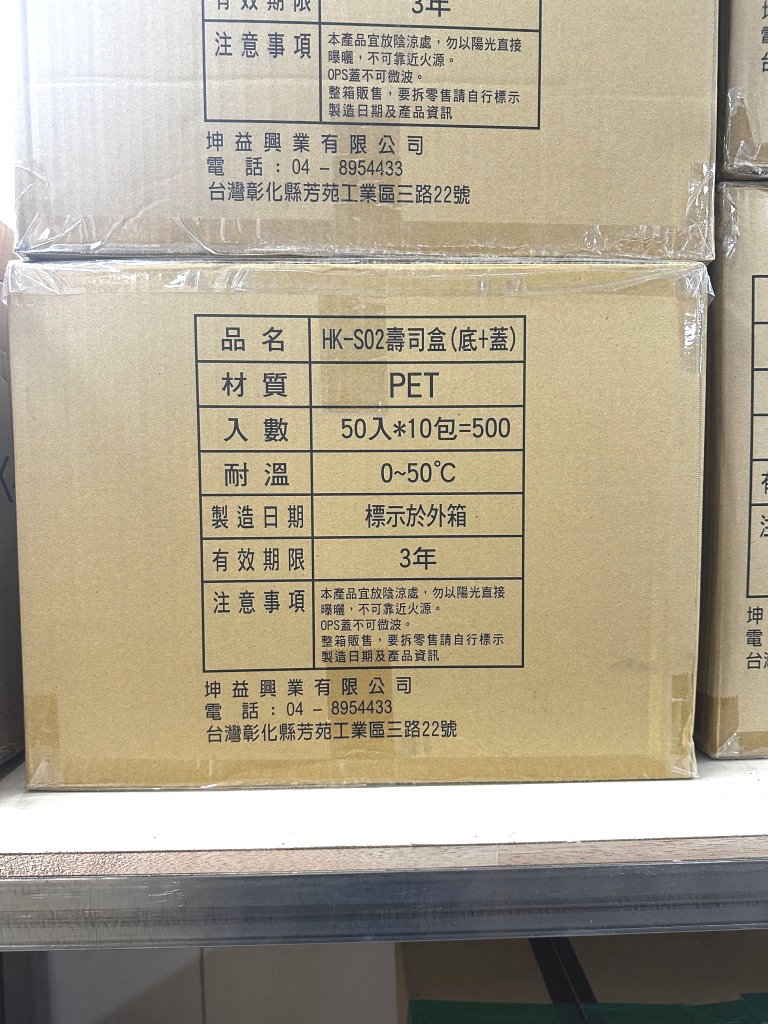 有效期限 3年
注意事項 本產品宜放陰涼處，勿以陽光直接
曝曬，不可靠近火源。
OPS蓋不可微波。
整箱販售，要拆零售請自行標示
製造日期及產品資訊
坤益興業有限公司
電 話：04 - 8954433
台灣彰化縣芳苑工業區三路22號
品名 HK-S02壽司盒(底+蓋)
材質 PET
入數 50入*10包=500
耐溫 0~50℃
製造日期 標示於外箱
有效期限 3年
注意事項 本產品宜放陰涼處，勿以陽光直接
曝曬，不可靠近火源。
OPS蓋不可微波。
整箱販售，要拆零售請自行標示
製造日期及產品資訊
坤益興業有限公司
電 話：04 - 8954433
台灣彰化縣芳苑工業區三路22號
坤
電
台